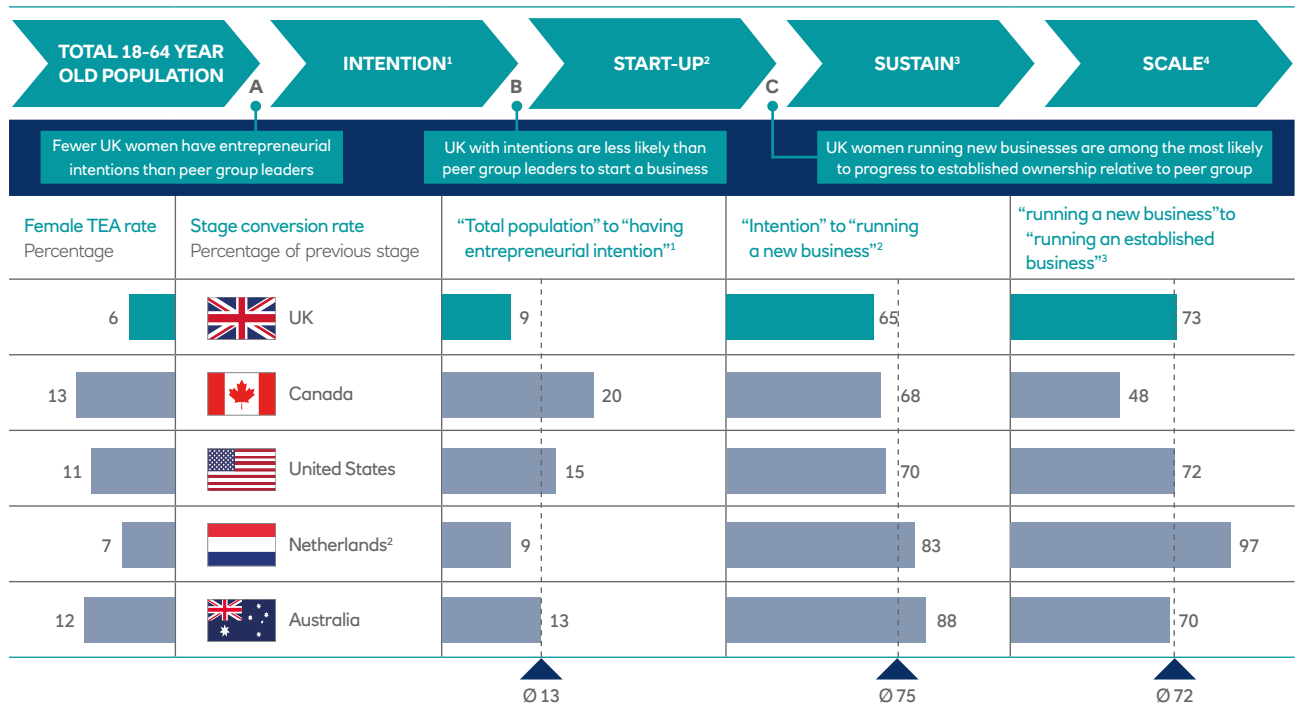 TOTAL 18-64 YEAR
OLD POPULATION
INTENTION¹
START-UP²
SUSTAIN³
SCALE⁴
A
B
C
Fewer UK women have entrepreneurial
intentions than peer group leaders
UK with intentions are less likely than
peer group leaders to start a business
UK women running new businesses are among the most likely
to progress to established ownership relative to peer group
Female TEA rate
Percentage
Stage conversion rate
Percentage of previous stage
“Total population” to “having
entrepreneurial intention”¹
“Intention” to “running
a new business”²
“running a new business”to
“running an established
business”³
6 UK 9 65 73
13 Canada 20 68 48
11 United States 15 70 72
7 Netherlands² 9 83 97
12 Australia 13 88 70
Ø 13 Ø 75 Ø 72